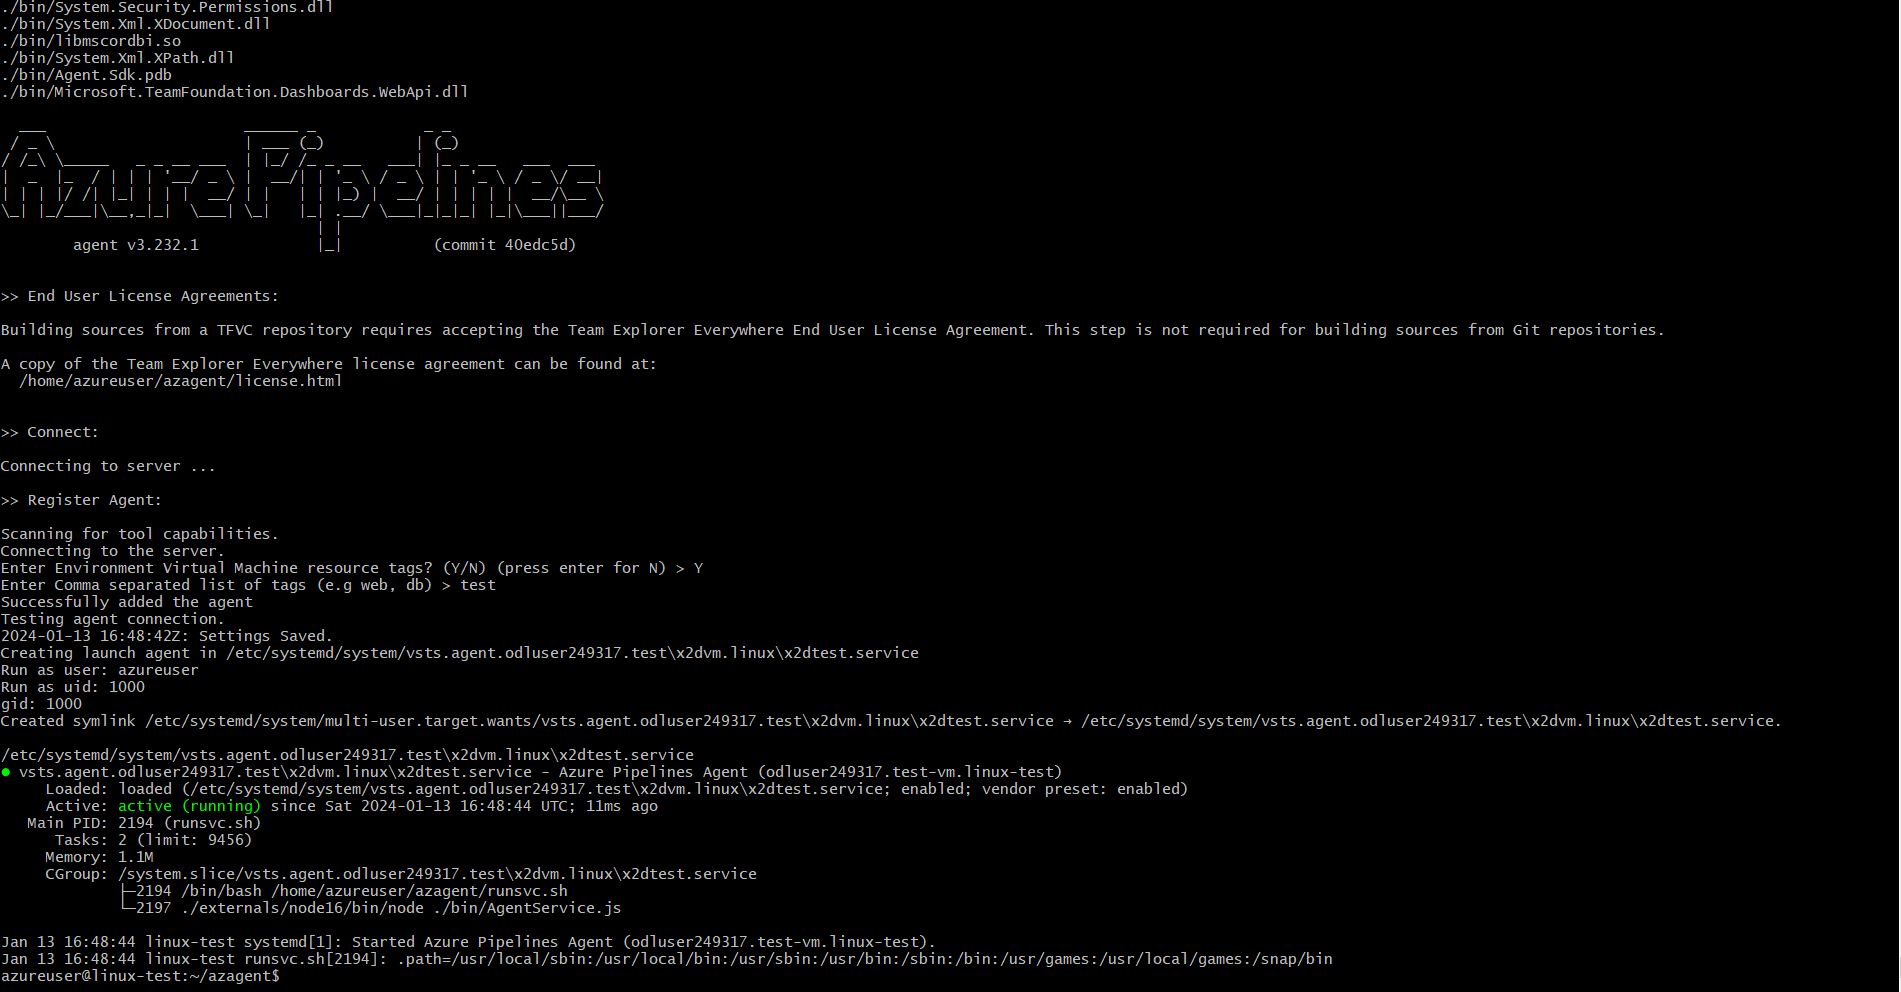 ./bin/System.Security.Permissions.dll
./bin/System.Xml.XDocument.dll
./bin/libmscordbi.so
./bin/System.Xml.XPath.dll
./bin/Agent.Sdk.pdb
./bin/Microsoft.TeamFoundation.Dashboards.WebApi.dll
AzurePipelines
agent v3.232.1 (commit 40edc5d)
>> End User License Agreements:
Building sources from a TFVC repository requires accepting the Team Explorer Everywhere End User License Agreement. This step is not required for building sources from Git repositories.
A copy of the Team Explorer Everywhere license agreement can be found at:
/home/azureuser/azagent/license.html
>> Connect:
Connecting to server ...
>> Register Agent:
Scanning for tool capabilities.
Connecting to the server.
Enter Environment Virtual Machine resource tags? (Y/N) (press enter for N) > Y
Enter Comma separated list of tags (e.g web, db) > test
Successfully added the agent
Testing agent connection.
2024-01-13 16:48:42Z: Settings Saved.
Creating launch agent in /etc/systemd/system/vsts.agent.odluser249317.test\x2dvm.linux\x2dtest.service
Run as user: azureuser
Run as uid: 1000
gid: 1000
Created symlink /etc/systemd/system/multi-user.target.wants/vsts.agent.odluser249317.test\x2dvm.linux\x2dtest.service → /etc/systemd/system/vsts.agent.odluser249317.test\x2dvm.linux\x2dtest.service.
/etc/systemd/system/vsts.agent.odluser249317.test\x2dvm.linux\x2dtest.service
● vsts.agent.odluser249317.test\x2dvm.linux\x2dtest.service - Azure Pipelines Agent (odluser249317.test-vm.linux-test)
Loaded: loaded (/etc/systemd/system/vsts.agent.odluser249317.test\x2dvm.linux\x2dtest.service; enabled; vendor preset: enabled)
Active: active (running) since Sat 2024-01-13 16:48:44 UTC; 11ms ago
Main PID: 2194 (runsvc.sh)
Tasks: 2 (limit: 9456)
Memory: 1.1M
CGroup: /system.slice/vsts.agent.odluser249317.test\x2dvm.linux\x2dtest.service
├─2194 /bin/bash /home/azureuser/azagent/runsvc.sh
└─2197 ./externals/node16/bin/node ./bin/AgentService.js
Jan 13 16:48:44 linux-test systemd[1]: Started Azure Pipelines Agent (odluser249317.test-vm.linux-test).
Jan 13 16:48:44 linux-test runsvc.sh[2194]: .path=/usr/local/sbin:/usr/local/bin:/usr/sbin:/usr/bin:/sbin:/bin:/usr/games:/usr/local/games:/snap/bin
azureuser@linux-test:~/azagent$